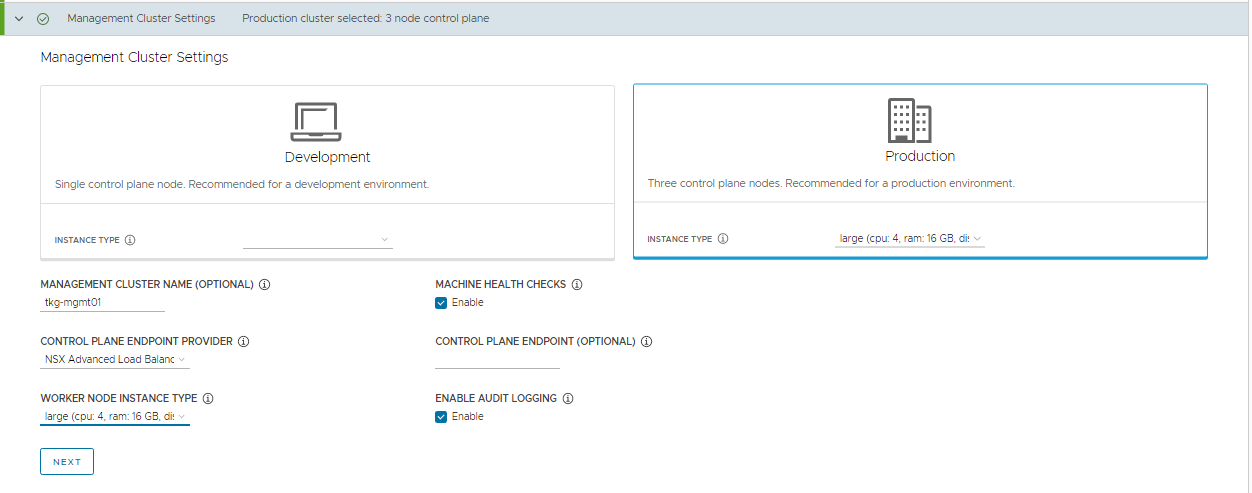 Management Cluster Settings Production cluster selected: 3 node control plane
Management Cluster Settings
Development
Single control plane node. Recommended for a development environment.
INSTANCE TYPE
Production
Three control plane nodes. Recommended for a production environment.
INSTANCE TYPE large (cpu: 4, ram: 16 GB, dis
MANAGEMENT CLUSTER NAME (OPTIONAL)
tkg-mgmt01
MACHINE HEALTH CHECKS
Enable
CONTROL PLANE ENDPOINT PROVIDER
NSX Advanced Load Balanc
CONTROL PLANE ENDPOINT (OPTIONAL)
WORKER NODE INSTANCE TYPE
large (cpu: 4, ram: 16 GB, dis
ENABLE AUDIT LOGGING
Enable
NEXT